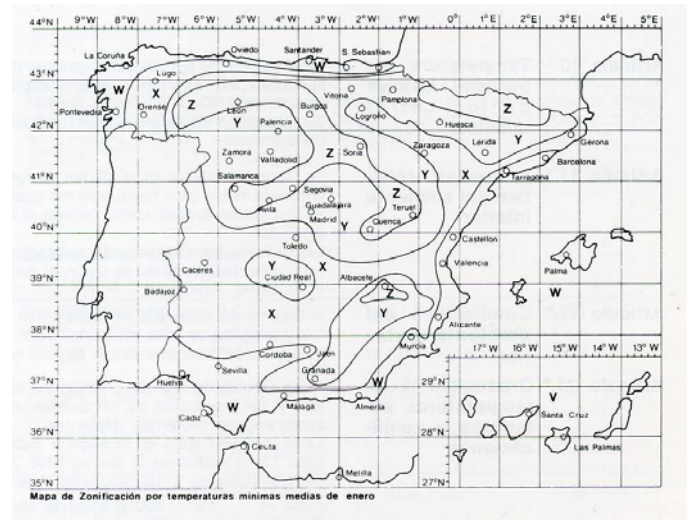 44°N 9°W 8°W 7°W 6°W 5°W 4°W 3°W 2°W 1°W 0° 1°E 2°E 3°E 4°E 5°E
La Coruña
Oviedo
Santander
S. Sebastian
43°N
Lugo
W
W
X
Vitoria
Pamplona
Z
Z
Pontevedra
Orense
León
Burgos
Logroño
Huesca
42°N
Y
Palencia
Y
Gerona
Zamora
Valladolid
Z
Soria
Zaragoza
Lerida
Barcelona
41°N
Salamanca
Y
X
Tarragona
Segovia
Z
Avila
Guadalajara
Madrid
Teruel
Cuenca
40°N
Y
Toledo
Castellon
Caceres
Y
X
Valencia
Palma
39°N
Ciudad Real
Albacete
Badajoz
Z
W
X
Y
Alicante
38°N
Cordoba
Jaen
Murcia
17°W 16°W 15°W 14°W 13°W
Sevilla
Granada
37°N
Huelva
W
W
29°N
V
Malaga
Almeria
Cadiz
Santa Cruz
36°N
Ceuta
28°N
Las Palmas
Melilla
35°N
27°N
Mapa de Zonificación por temperaturas minimas medias de enero